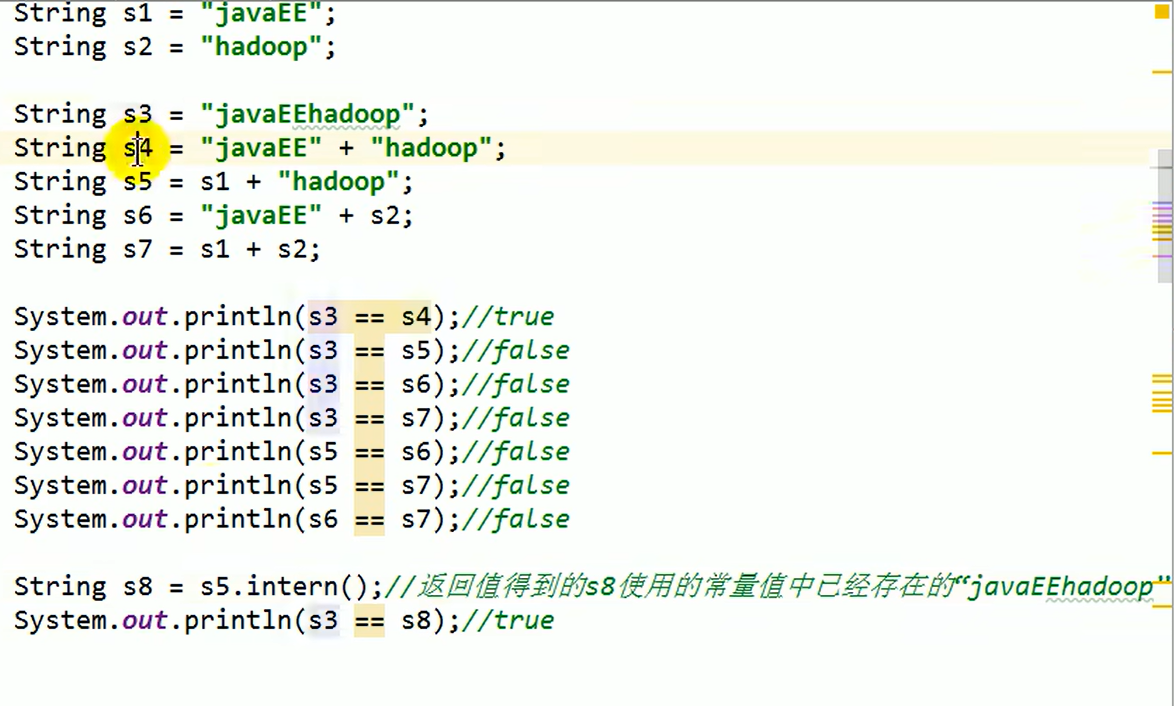 String s1 = "javaEE";
String s2 = "hadoop";
String s3 = "javaEEhadoop";
String s4 = "javaEE" + "hadoop";
String s5 = s1 + "hadoop";
String s6 = "javaEE" + s2;
String s7 = s1 + s2;
System.out.println(s3 == s4);//true
System.out.println(s3 == s5);//false
System.out.println(s3 == s6);//false
System.out.println(s3 == s7);//false
System.out.println(s5 == s6);//false
System.out.println(s5 == s7);//false
System.out.println(s6 == s7);//false
String s8 = s5.intern();//返回值得到的s8使用的常量值中已经存在的“javaEEhadoop"
System.out.println(s3 == s8);//true